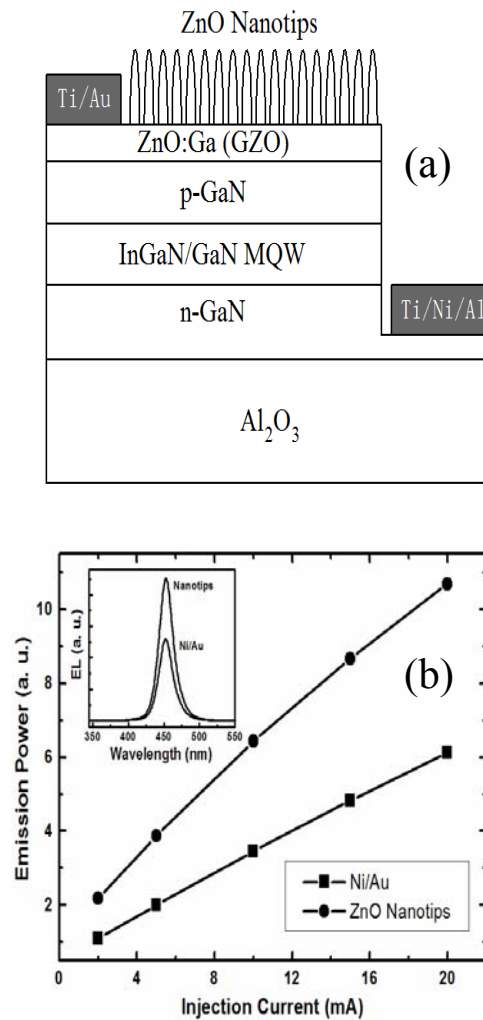 ZnO Nanotips
Ti/Au
ZnO:Ga (GZO)
(a)
p-GaN
InGaN/GaN MQW
n-GaN
Ti/Ni/Al
Al₂O₃
10
8
6
4
2
Emission Power (a. u.)
EL (a. u.)
Nanotips
Ni/Au
350 400 450 500 550
Wavelength (nm)
(b)
Ni/Au
ZnO Nanotips
0 4 8 12 16 20
Injection Current (mA)